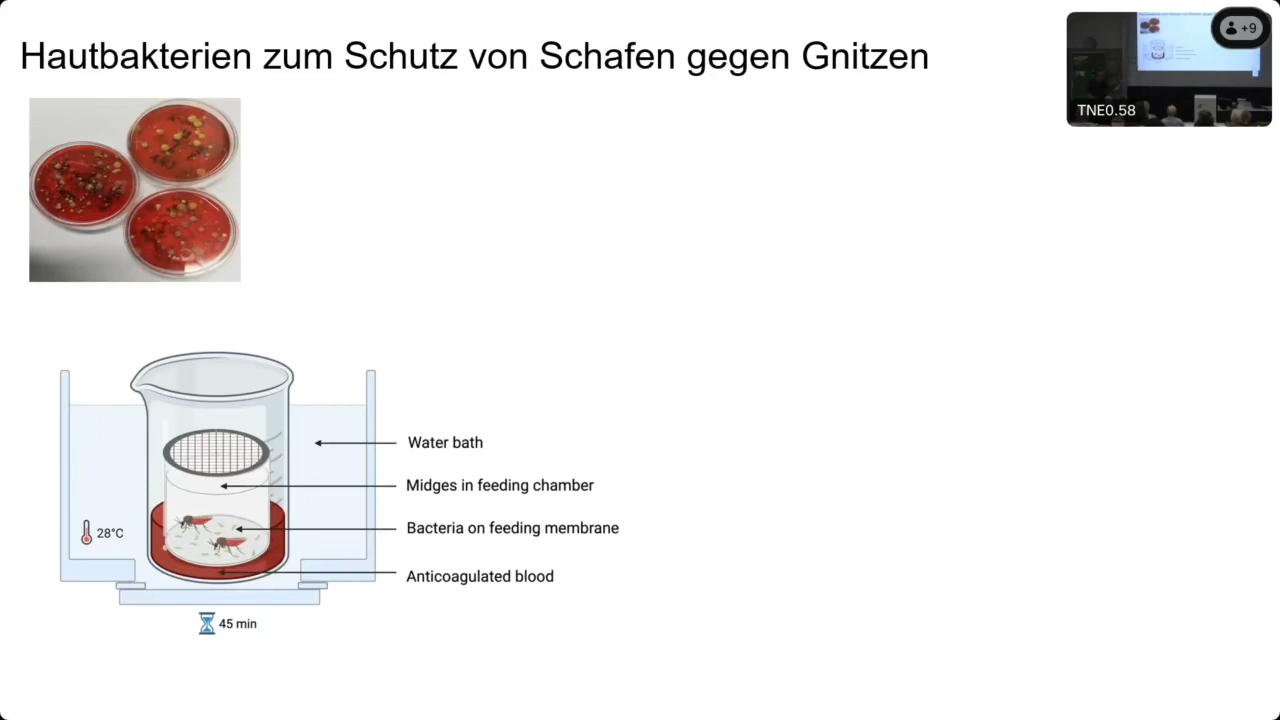 Hautbakterien zum Schutz von Schafen gegen Gnitzen
+9
TNE0.58
Water bath
Midges in feeding chamber
Bacteria on feeding membrane
28°C
Anticoagulated blood
45 min